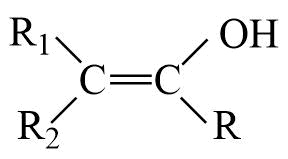 R₁ OH
C=C
R₂ R